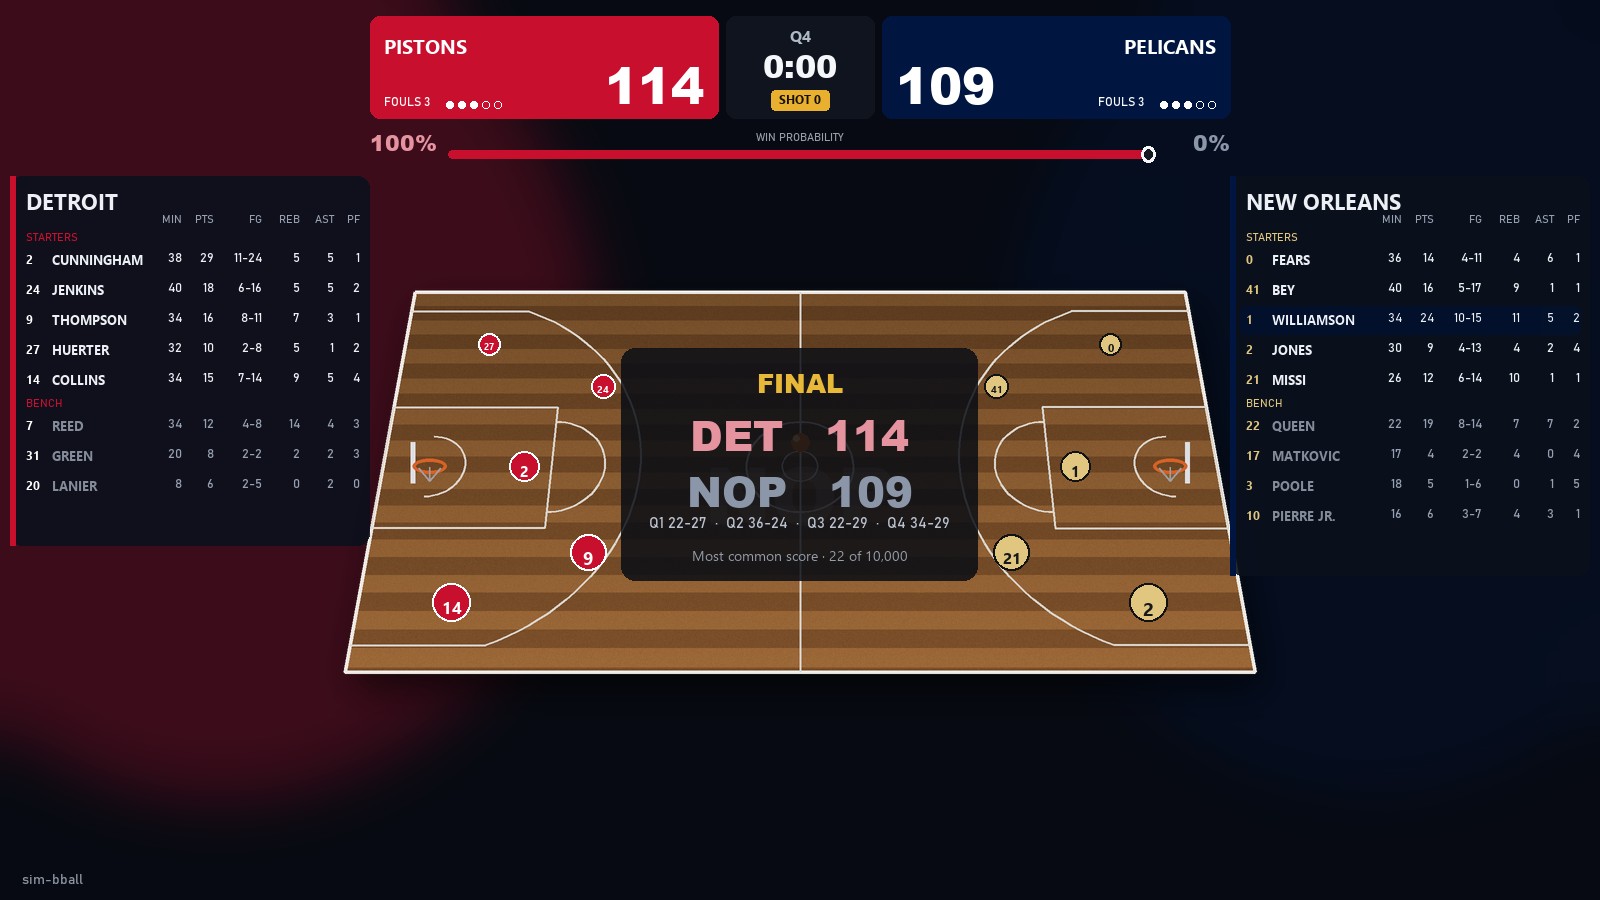 PISTONS
114
FOULS 3
Q4
0:00
SHOT 0
PELICANS
109
FOULS 3
100%
WIN PROBABILITY
0%
DETROIT
MIN PTS FG REB AST PF
STARTERS
2 CUNNINGHAM 38 29 11-24 5 5 1
24 JENKINS 40 18 6-16 5 5 2
9 THOMPSON 34 16 8-11 7 3 1
27 HUERTER 32 10 2-8 5 1 2
14 COLLINS 34 15 7-14 9 5 4
BENCH
7 REED 34 12 4-8 14 4 3
31 GREEN 20 8 2-2 2 2 3
20 LANIER 8 6 2-5 0 2 0
NEW ORLEANS
MIN PTS FG REB AST PF
STARTERS
0 FEARS 36 14 4-11 4 6 1
41 BEY 40 16 5-17 9 1 1
1 WILLIAMSON 34 24 10-15 11 5 2
2 JONES 30 9 4-13 4 2 4
21 MISSI 26 12 6-14 10 1 1
BENCH
22 QUEEN 22 19 8-14 7 7 2
17 MATKOVIC 17 4 2-2 4 0 4
3 POOLE 18 5 1-6 0 1 5
10 PIERRE JR. 16 6 3-7 4 3 1
27
24
2
9
14
0
41
1
21
2
FINAL
DET 114
NOP 109
Q1 22-27 · Q2 36-24 · Q3 22-29 · Q4 34-29
Most common score · 22 of 10,000
sim-bball